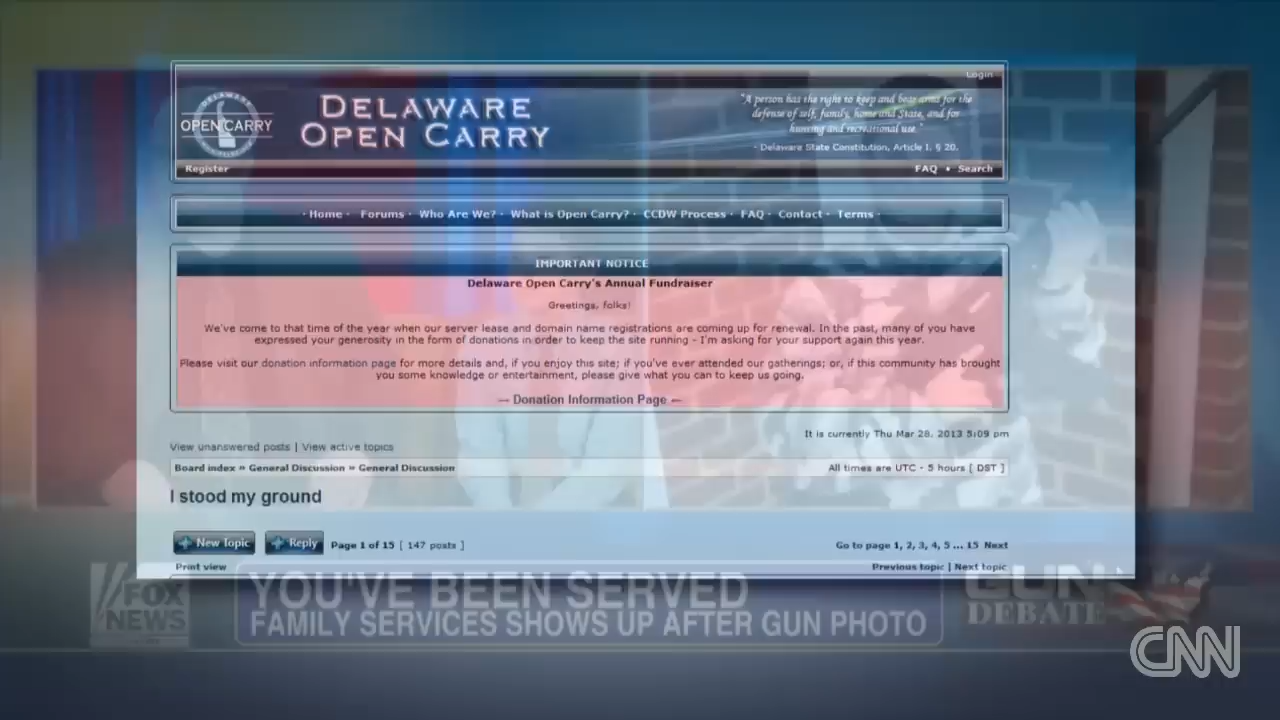 Login
DELAWARE
OPEN CARRY
DELAWARE
OPEN CARRY
"A person has the right to keep and bear arms for the
defense of self, family, home and State, and for
hunting and recreational use."
- Delaware State Constitution, Article I, § 20.
Register
FAQ • Search
· Home · Forums · Who Are We? · What is Open Carry? · CCDW Process · FAQ · Contact · Terms ·
IMPORTANT NOTICE
Delaware Open Carry's Annual Fundraiser
Greetings, folks!
We've come to that time of the year when our server lease and domain name registrations are coming up for renewal. In the past, many of you have
expressed your generosity in the form of donations in order to keep the site running - I'm asking for your support again this year.
Please visit our donation information page for more details and, if you enjoy this site; if you've ever attended our gatherings; or, if this community has brought
you some knowledge or entertainment, please give what you can to keep us going.
— Donation Information Page —
It is currently Thu Mar 28, 2013 5:09 pm
View unanswered posts | View active topics
Board index » General Discussion » General Discussion
All times are UTC - 5 hours [ DST ]
I stood my ground
New Topic Reply Page 1 of 15 [ 147 posts ]
Go to page 1, 2, 3, 4, 5 ... 15 Next
Print view
Previous topic | Next topic
FOX
NEWS
YOU'VE BEEN SERVED
FAMILY SERVICES SHOWS UP AFTER GUN PHOTO
GUN
DEBATE
CNN